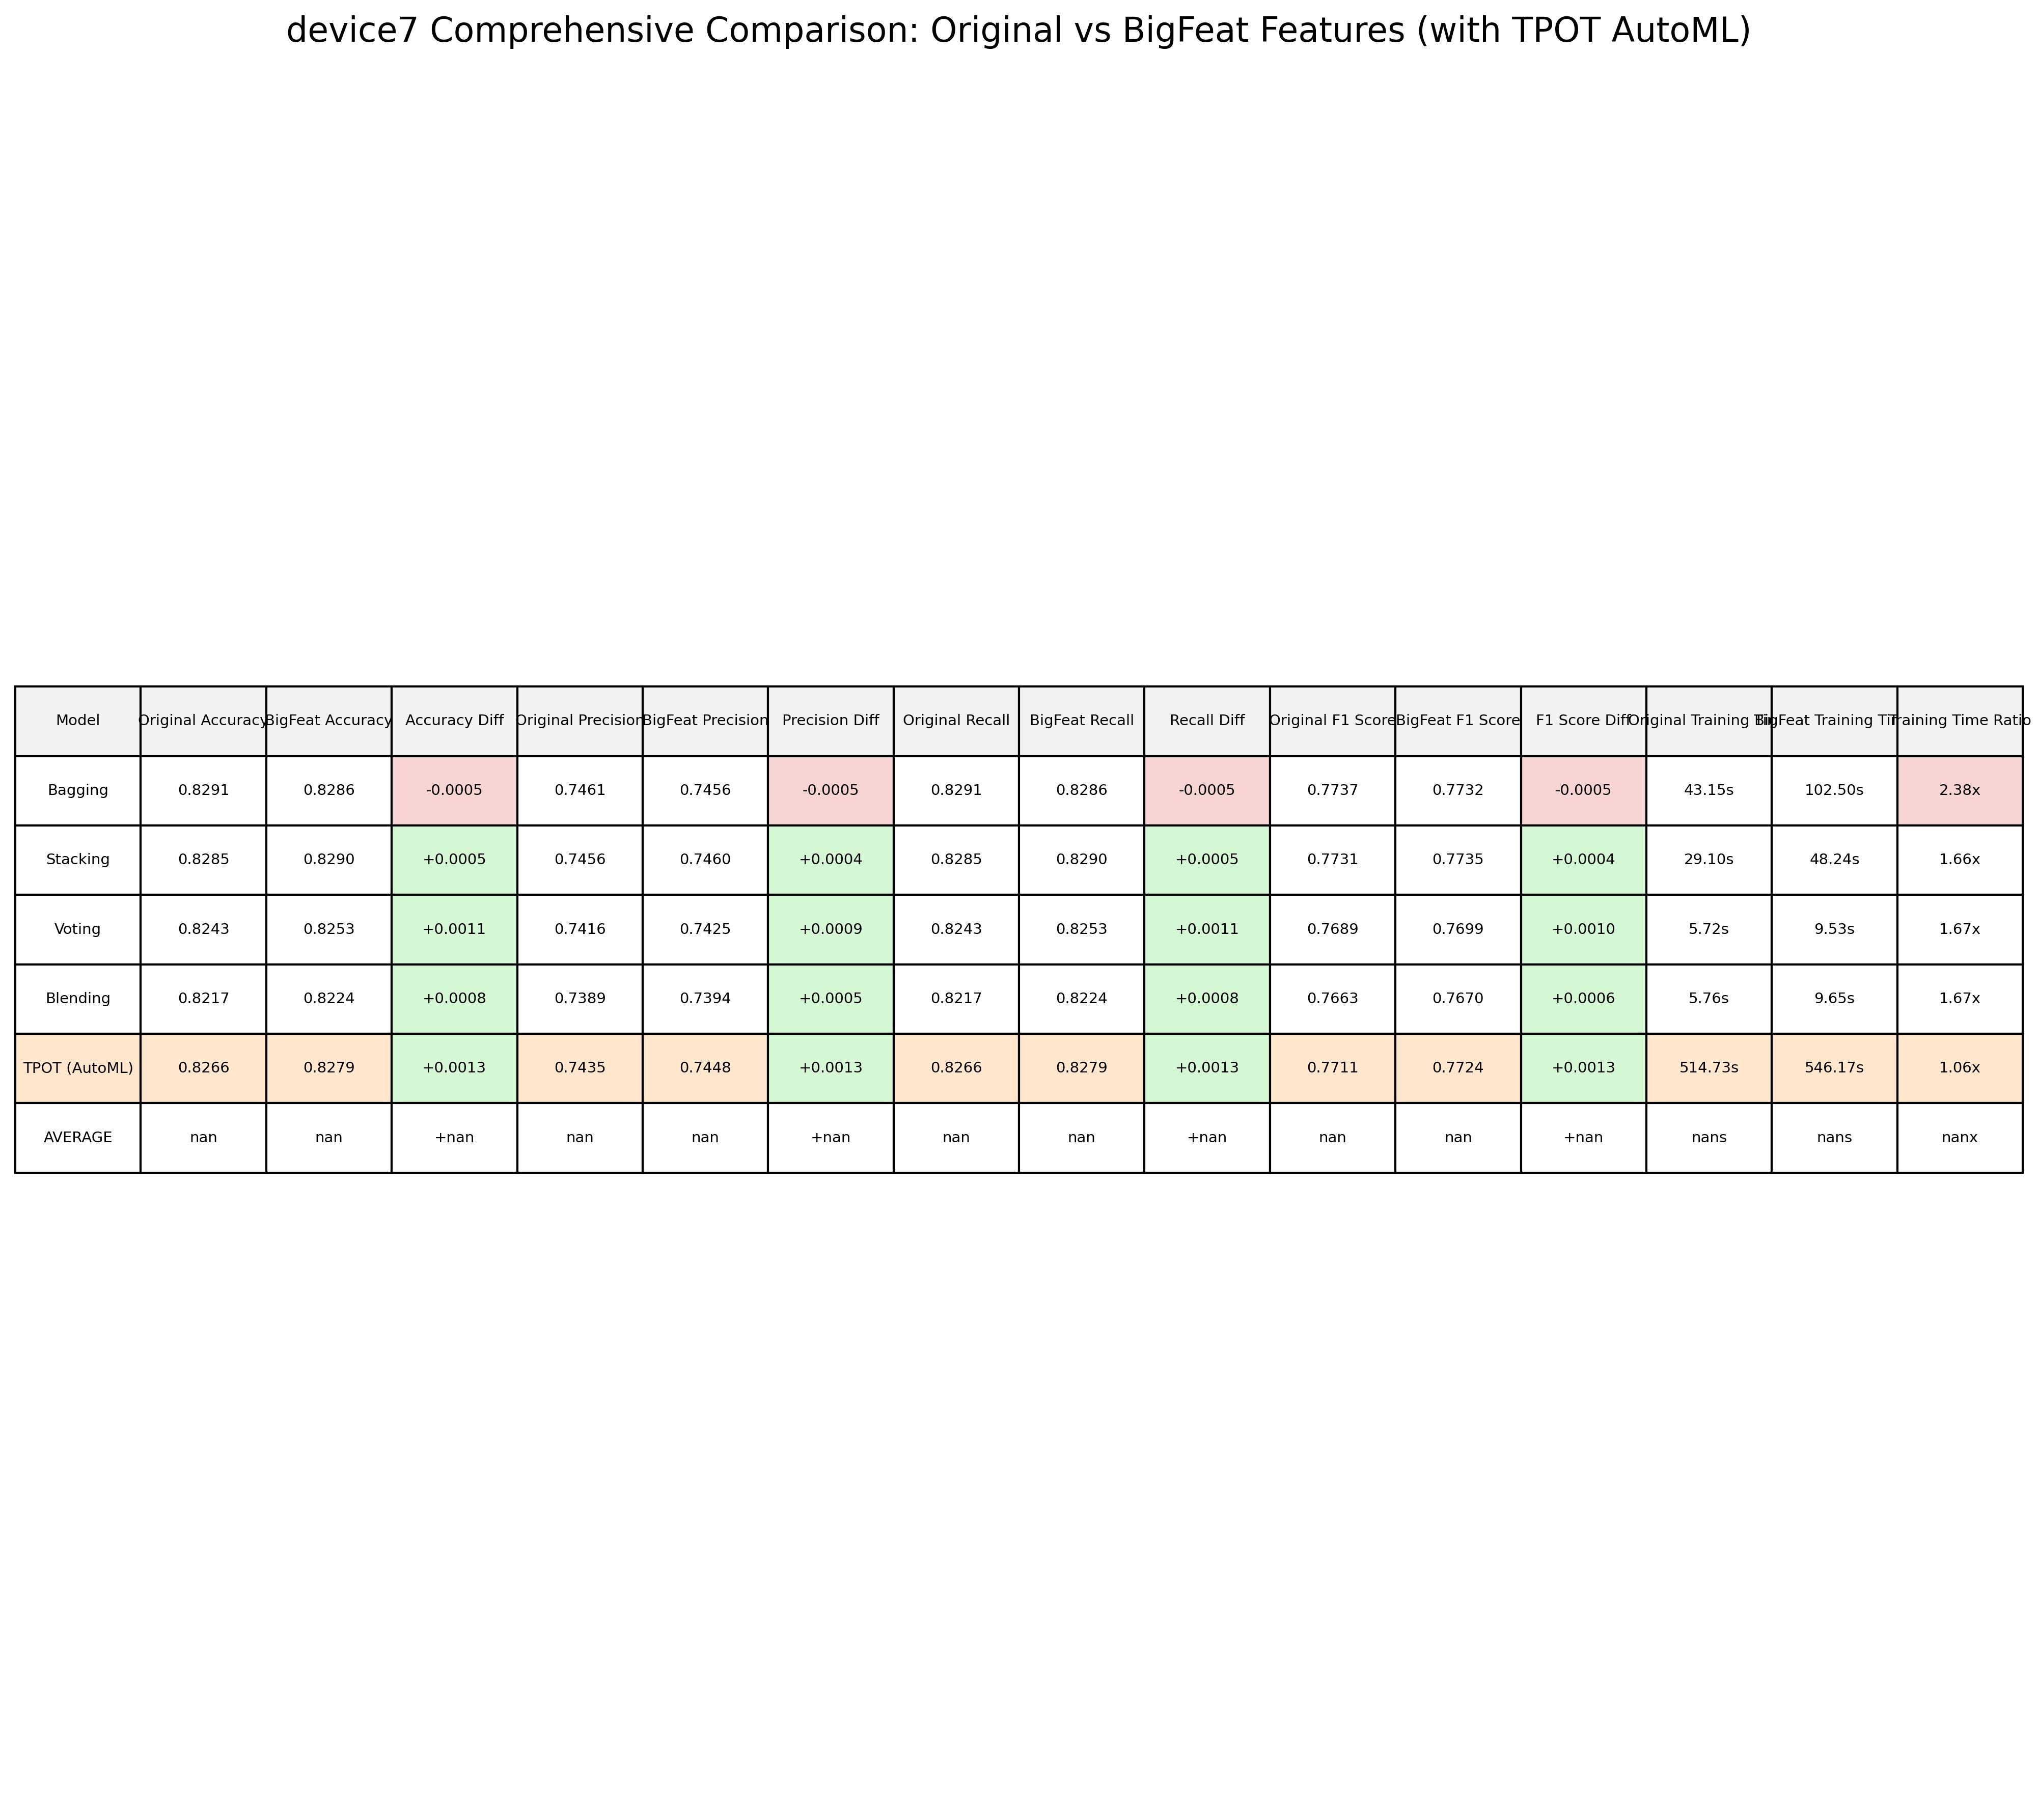 device7 Comprehensive Comparison: Original vs BigFeat Features (with TPOT AutoML)
Model Original Accuracy BigFeat Accuracy Accuracy Diff Original Precision BigFeat Precision Precision Diff Original Recall BigFeat Recall Recall Diff Original F1 Score BigFeat F1 Score F1 Score Diff Original Training BigFeat Training Training Time Ratio
Bagging 0.8291 0.8286 -0.0005 0.7461 0.7456 -0.0005 0.8291 0.8286 -0.0005 0.7737 0.7732 -0.0005 43.15s 102.50s 2.38x
Stacking 0.8285 0.8290 +0.0005 0.7456 0.7460 +0.0004 0.8285 0.8290 +0.0005 0.7731 0.7735 +0.0004 29.10s 48.24s 1.66x
Voting 0.8243 0.8253 +0.0011 0.7416 0.7425 +0.0009 0.8243 0.8253 +0.0011 0.7689 0.7699 +0.0010 5.72s 9.53s 1.67x
Blending 0.8217 0.8224 +0.0008 0.7389 0.7394 +0.0005 0.8217 0.8224 +0.0008 0.7663 0.7670 +0.0006 5.76s 9.65s 1.67x
TPOT (AutoML) 0.8266 0.8279 +0.0013 0.7435 0.7448 +0.0013 0.8266 0.8279 +0.0013 0.7711 0.7724 +0.0013 514.73s 546.17s 1.06x
AVERAGE nan nan +nan nan nan +nan nan nan +nan nan nan +nan nans nans nanx